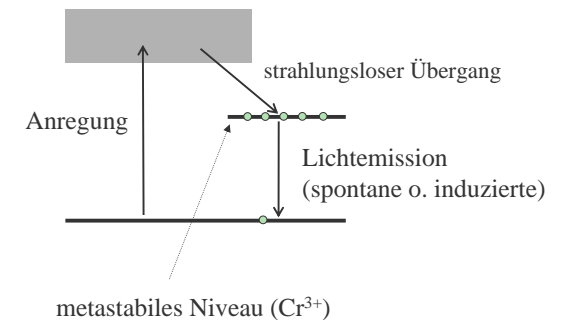 strahlungsloser Übergang
Anregung
Lichtemission
(spontane o. induzierte)
metastabiles Niveau (Cr³⁺)